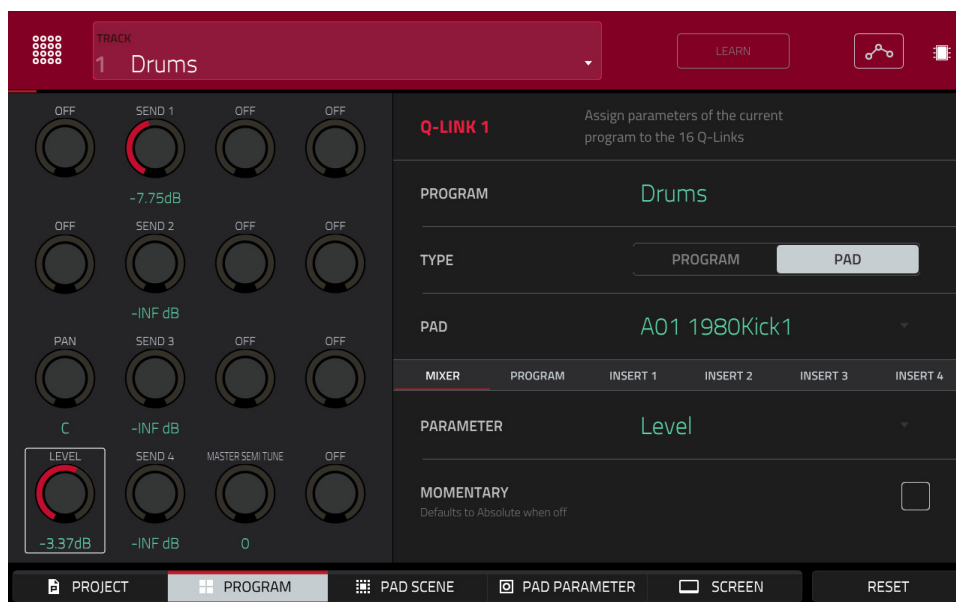 TRACK
1 Drums
LEARN
OFF SEND 1 OFF OFF
-7.75dB
OFF SEND 2 OFF OFF
-INF dB
PAN SEND 3 OFF OFF
C -INF dB
LEVEL SEND 4 MASTER SEMI TUNE OFF
-3.37dB -INF dB 0
Q-LINK 1
Assign parameters of the current
program to the 16 Q-Links
PROGRAM Drums
TYPE PROGRAM PAD
PAD A01 1980Kick1
MIXER PROGRAM INSERT 1 INSERT 2 INSERT 3 INSERT 4
PARAMETER Level
MOMENTARY
Defaults to Absolute when off
PROJECT PROGRAM PAD SCENE PAD PARAMETER SCREEN RESET